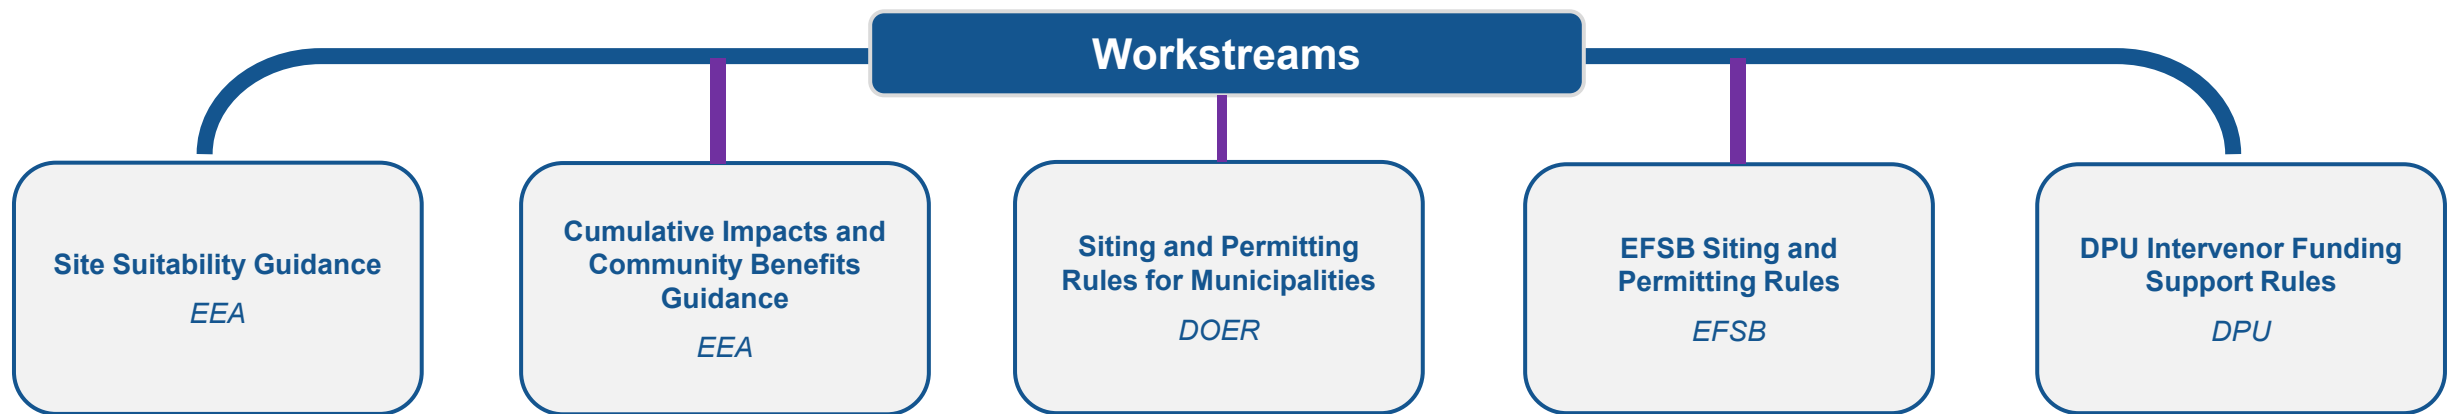 Workstreams
Site Suitability Guidance
EEA
Cumulative Impacts and
Community Benefits
Guidance
EEA
Siting and Permitting
Rules for Municipalities
DOER
EFSB Siting and
Permitting Rules
EFSB
DPU Intervenor Funding
Support Rules
DPU